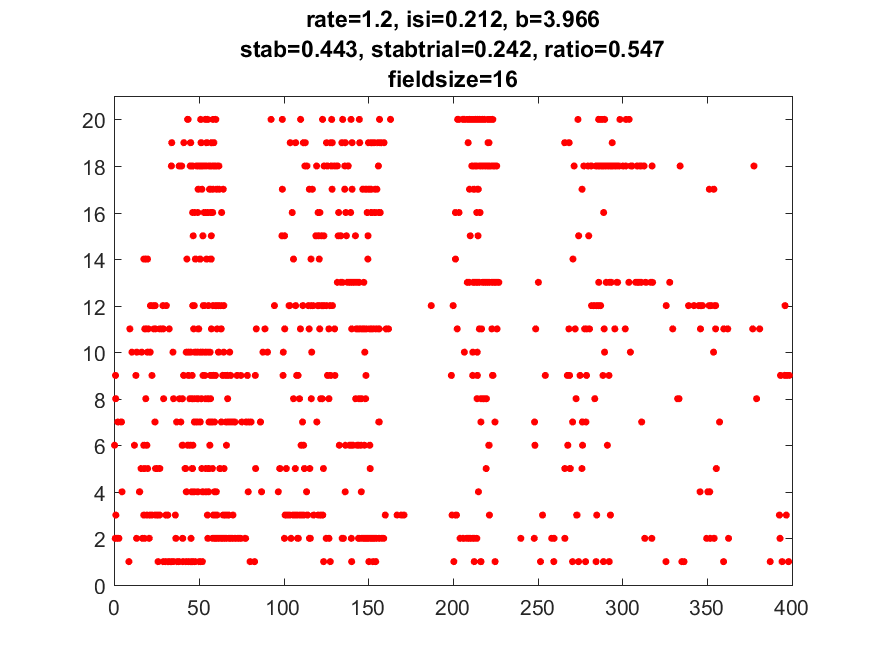 rate=1.2, isi=0.212, b=3.966
stab=0.443, stabtrial=0.242, ratio=0.547
fieldsize=16
20
18
16
14
12
10
8
6
4
2
0
0 50 100 150 200 250 300 350 400